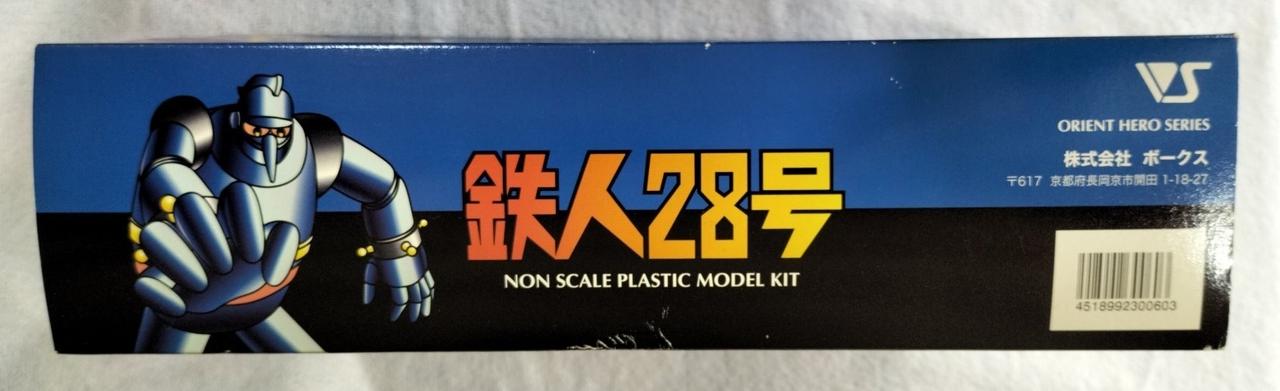 鉄人28号
NON SCALE PLASTIC MODEL KIT
VS
ORIENT HERO SERIES
株式会社 ボークス
〒617 京都府長岡京市開田 1-18-27
4518992300603